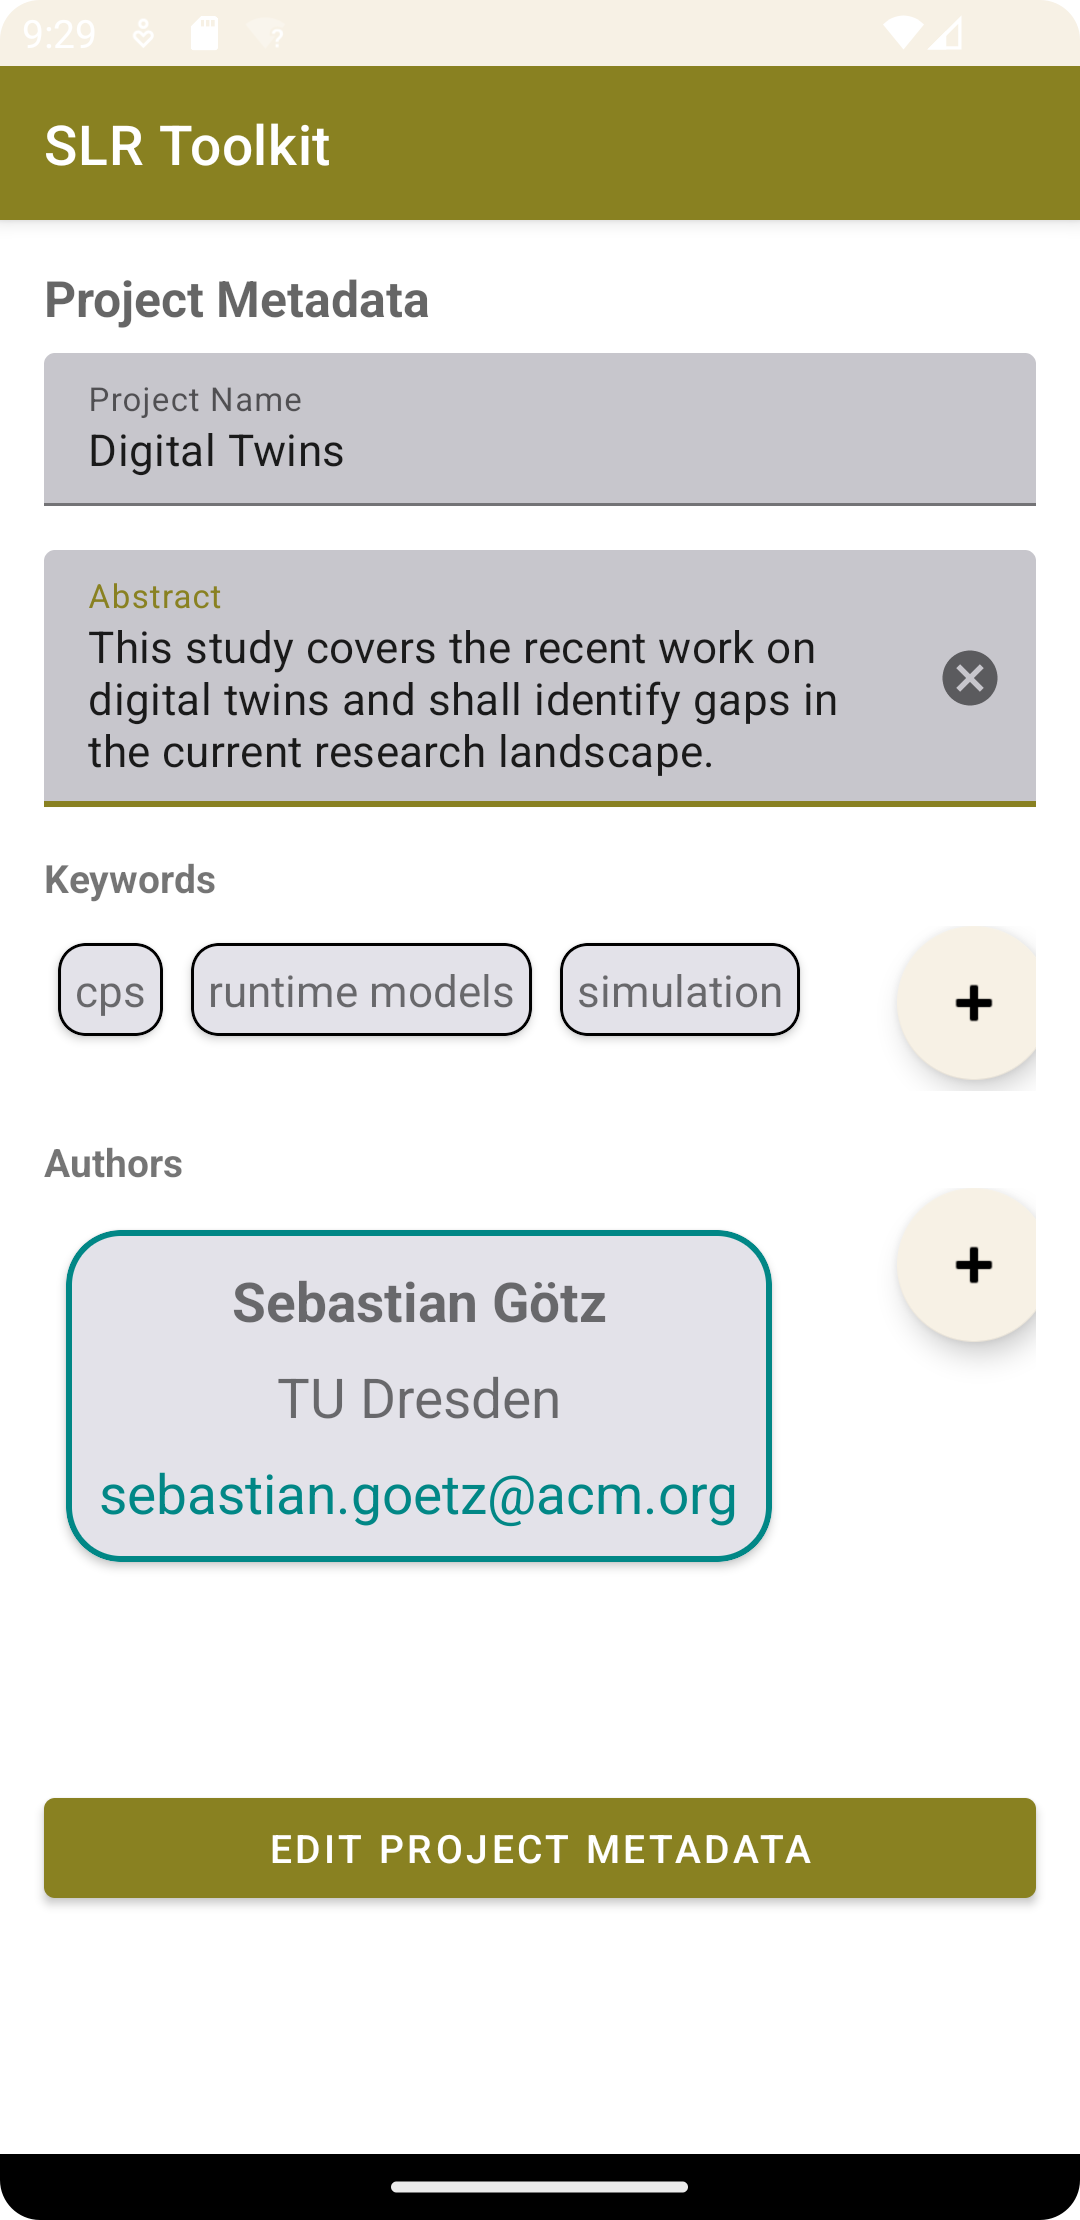 9:29
SLR Toolkit
Project Metadata
Project Name
Digital Twins
Abstract
This study covers the recent work on
digital twins and shall identify gaps in
the current research landscape.
Keywords
cps runtime models simulation
Authors
Sebastian Götz
TU Dresden
sebastian.goetz@acm.org
EDIT PROJECT METADATA